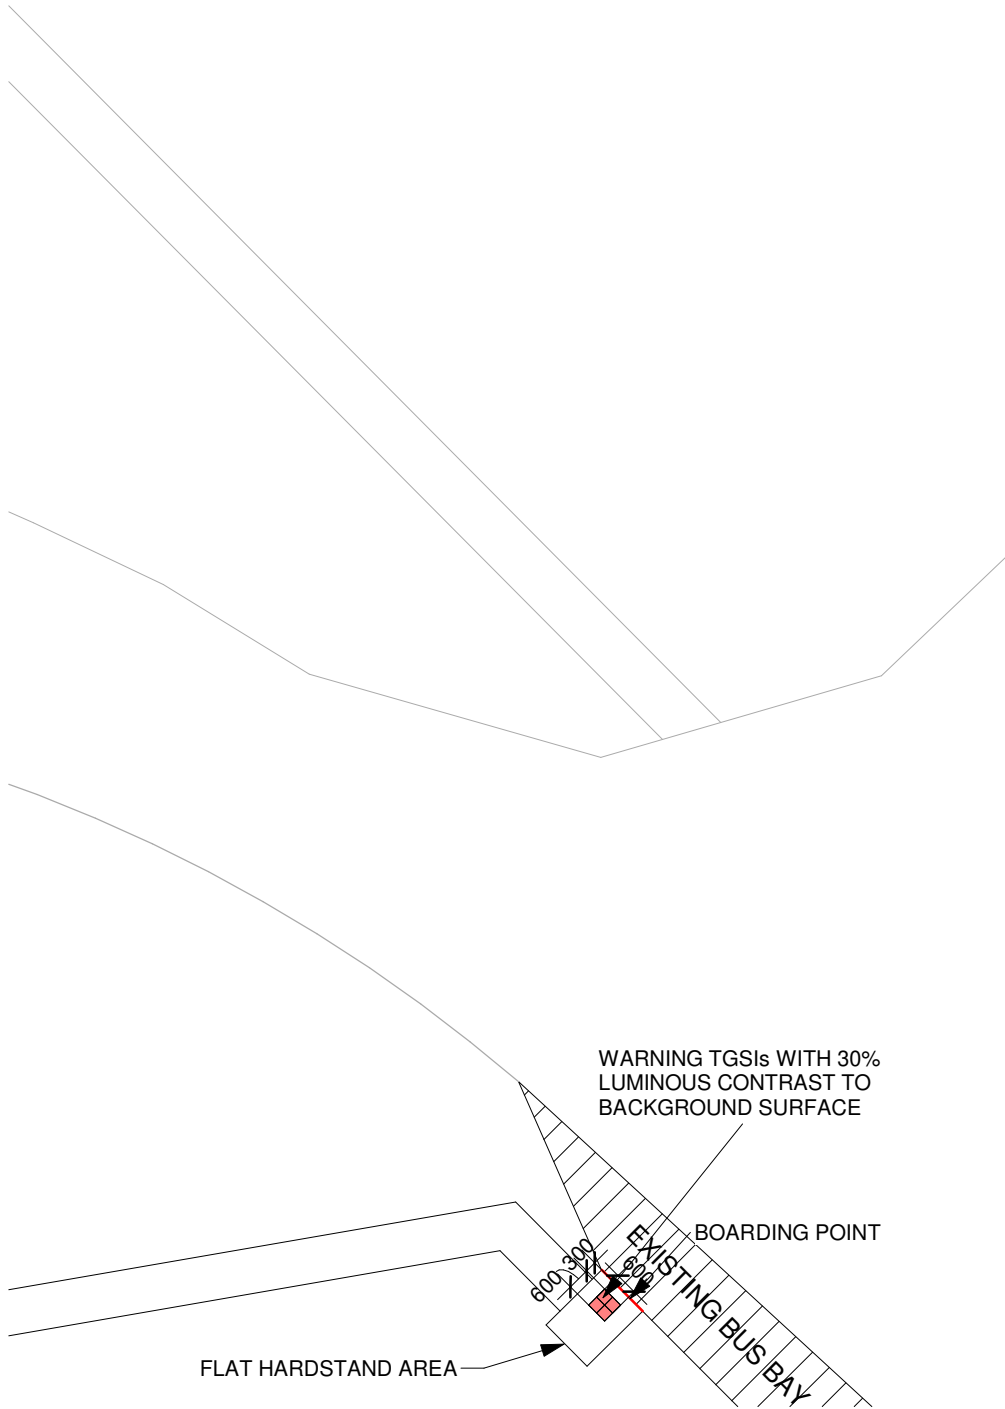 WARNING TGSIs WITH 30%
LUMINOUS CONTRAST TO
BACKGROUND SURFACE
BOARDING POINT
EXISTING BUS BAY
600
300
600
FLAT HARDSTAND AREA